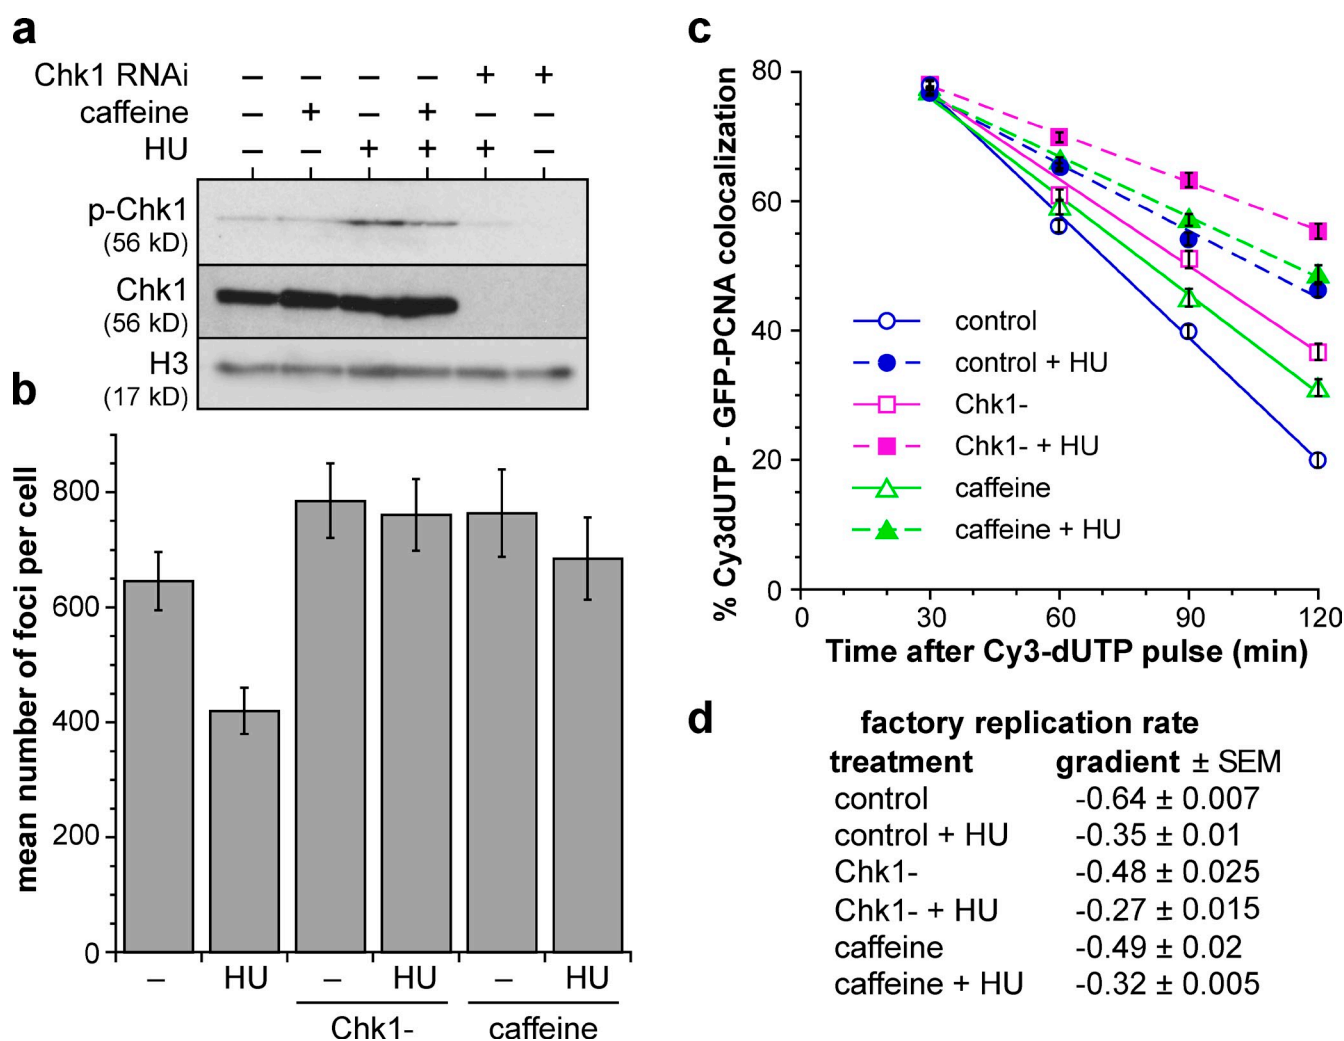 a
Chk1 RNAi – – – – + +
caffeine – + – + – –
HU – – + + + –
p-Chk1
(56 kD)
Chk1
(56 kD)
H3
(17 kD)
b
mean number of foci per cell
800
600
400
200
0
– HU – HU – HU
Chk1- caffeine
c
% Cy3dUTP - GFP-PCNA colocalization
80
60
40
20
0
control
control + HU
Chk1-
Chk1- + HU
caffeine
caffeine + HU
0 30 60 90 120
Time after Cy3-dUTP pulse (min)
d
factory replication rate
treatment gradient ± SEM
control -0.64 ± 0.007
control + HU -0.35 ± 0.01
Chk1- -0.48 ± 0.025
Chk1- + HU -0.27 ± 0.015
caffeine -0.49 ± 0.02
caffeine + HU -0.32 ± 0.005